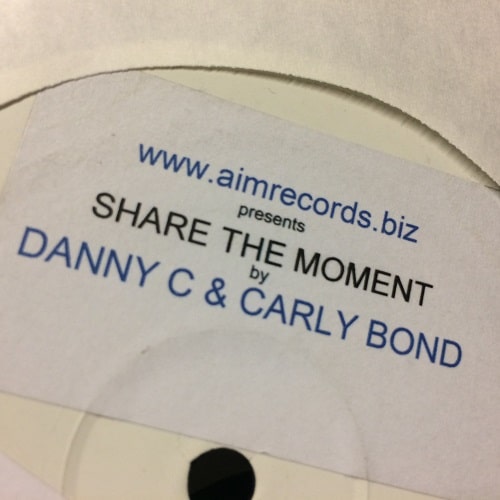 www.aimrecords.biz
presents
SHARE THE MOMENT
by
DANNY C & CARLY BOND